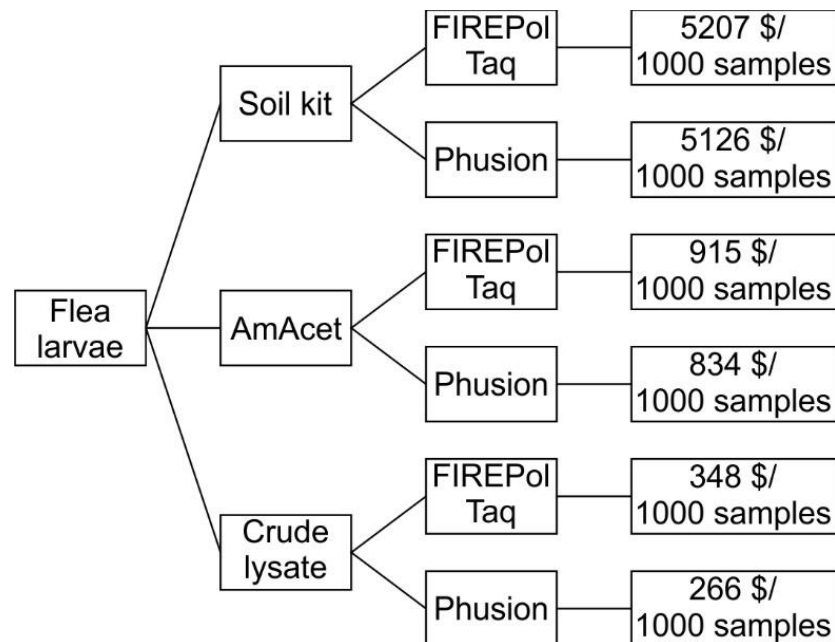 Flea
larvae
Soil kit
FIREPol
Taq
5207 $/
1000 samples
Phusion
5126 $/
1000 samples
AmAcet
FIREPol
Taq
915 $/
1000 samples
Phusion
834 $/
1000 samples
Crude
lysate
FIREPol
Taq
348 $/
1000 samples
Phusion
266 $/
1000 samples